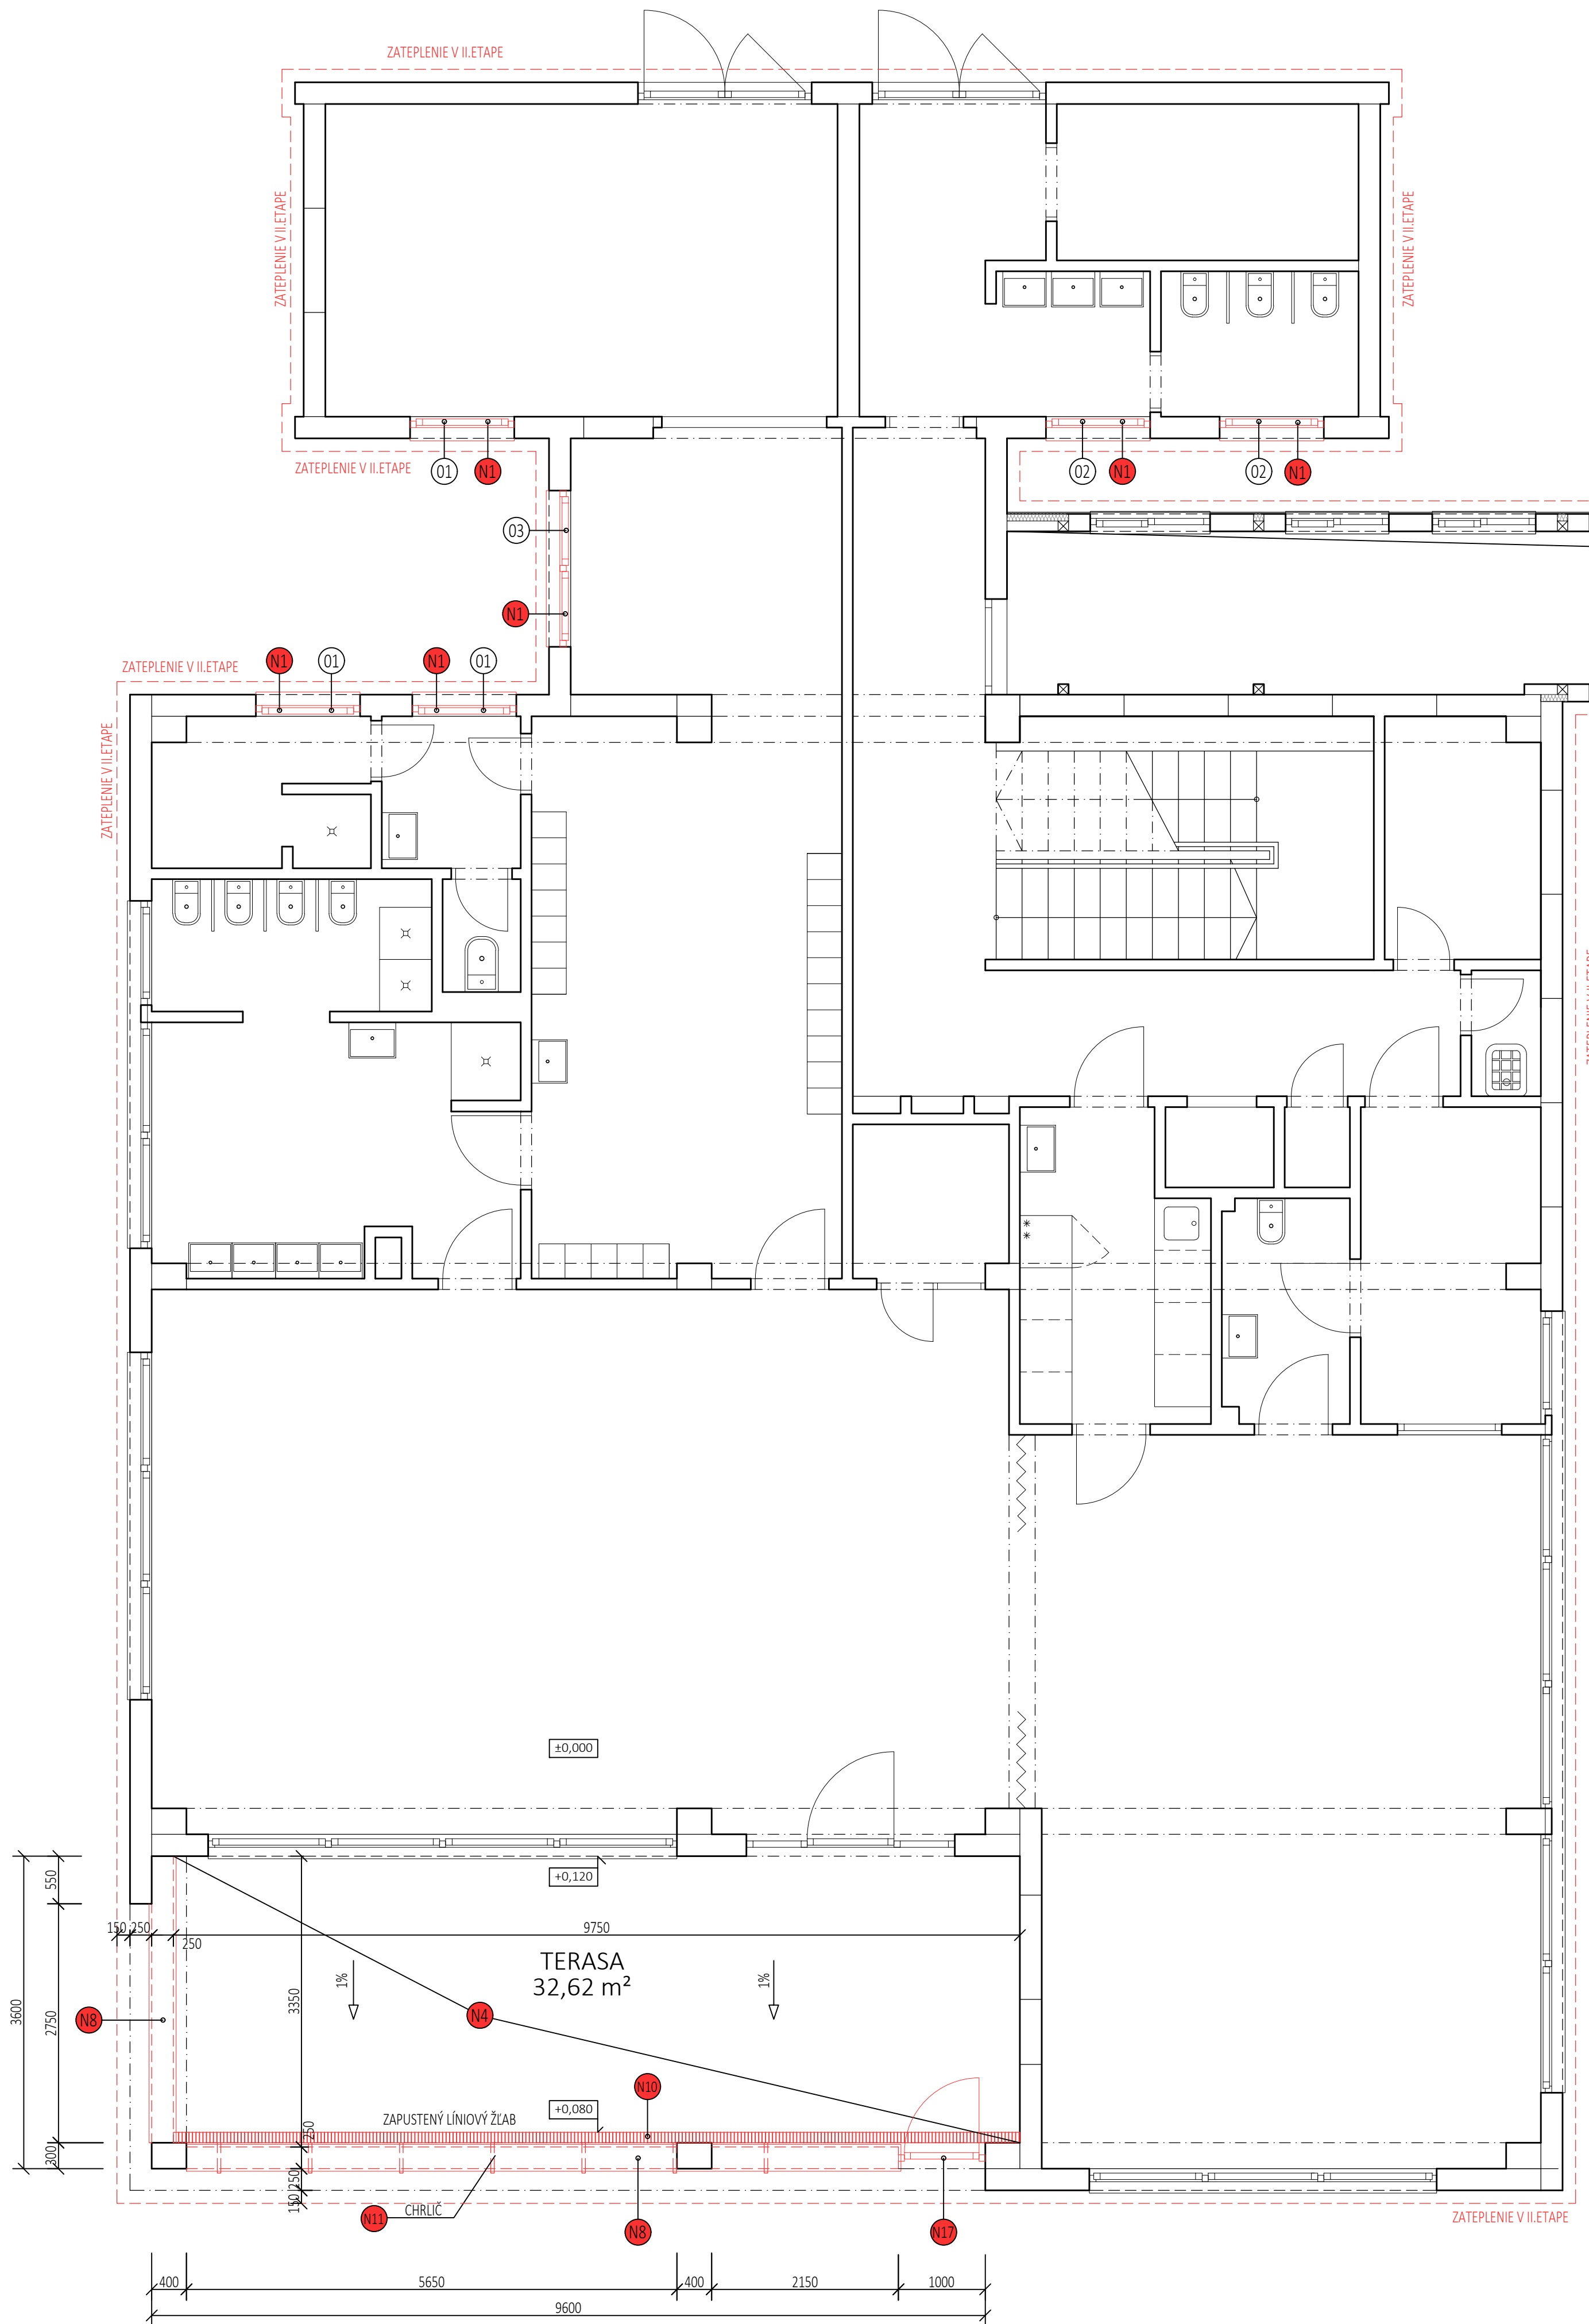 ZATEPLENIE V II.ETAPE
ZATEPLENIE V II.ETAPE
ZATEPLENIE V II.ETAPE
ZATEPLENIE V II.ETAPE
01
N1
02
N1
02
N1
03
N1
ZATEPLENIE V II.ETAPE
N1
01
N1
01
ZATEPLENIE V II.ETAPE
ZATEPLENIE V II.ETAPE
±0,000
+0,120
550
150
250
250
9750
TERASA
32,62 m²
1%
1%
3350
3600
2750
N8
N4
N10
+0,080
ZAPUSTENÝ LÍNIOVÝ ŽĽAB
250
300
250
150
N11
CHRLIČ
N8
N17
ZATEPLENIE V II.ETAPE
400
5650
400
2150
1000
9600